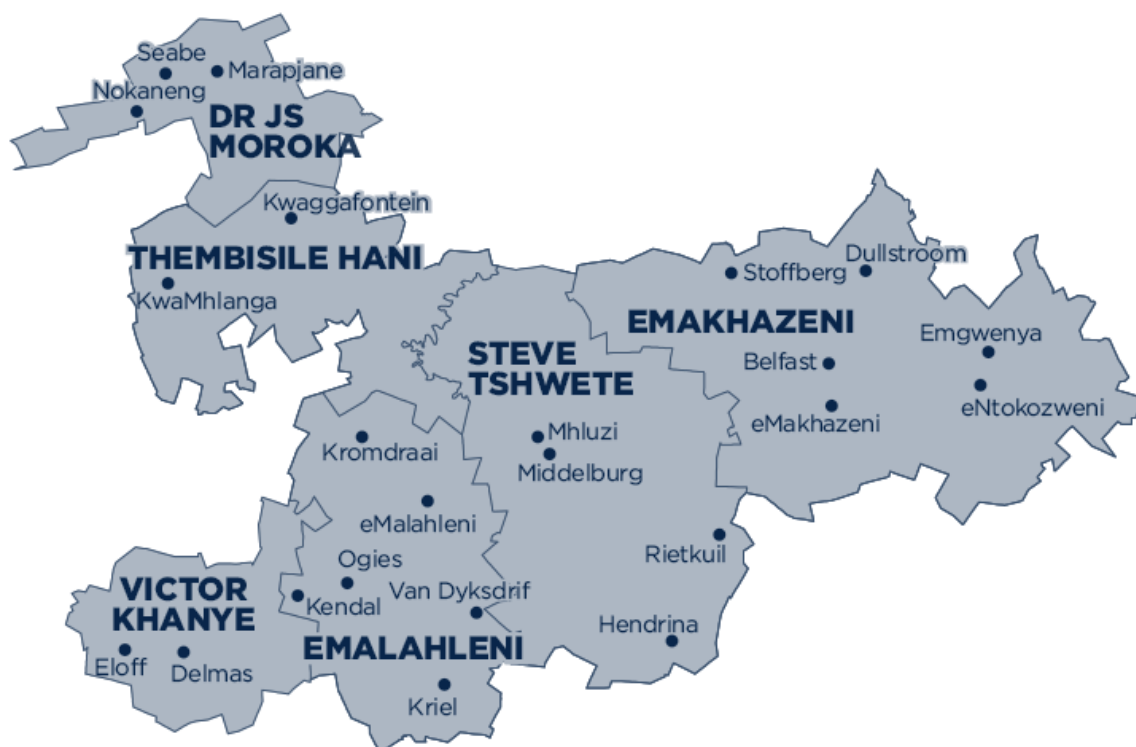 Seabe
Marapjane
Nokaneng
DR JS
MOROKA
Kwaggafontein
THEMBISILE HANI
KwaMhlanga
Dullstroom
Stoffberg
EMAKHAZENI
Emgwenya
STEVE
TSHWETE
Belfast
eNtokozweni
eMakhazeni
Mhluzi
Kromdraai
Middelburg
eMalahleni
Rietkuil
Ogies
VICTOR
KHANYE
Van Dyksdrif
Kendal
Hendrina
EMALAHLENI
Eloff
Delmas
Kriel